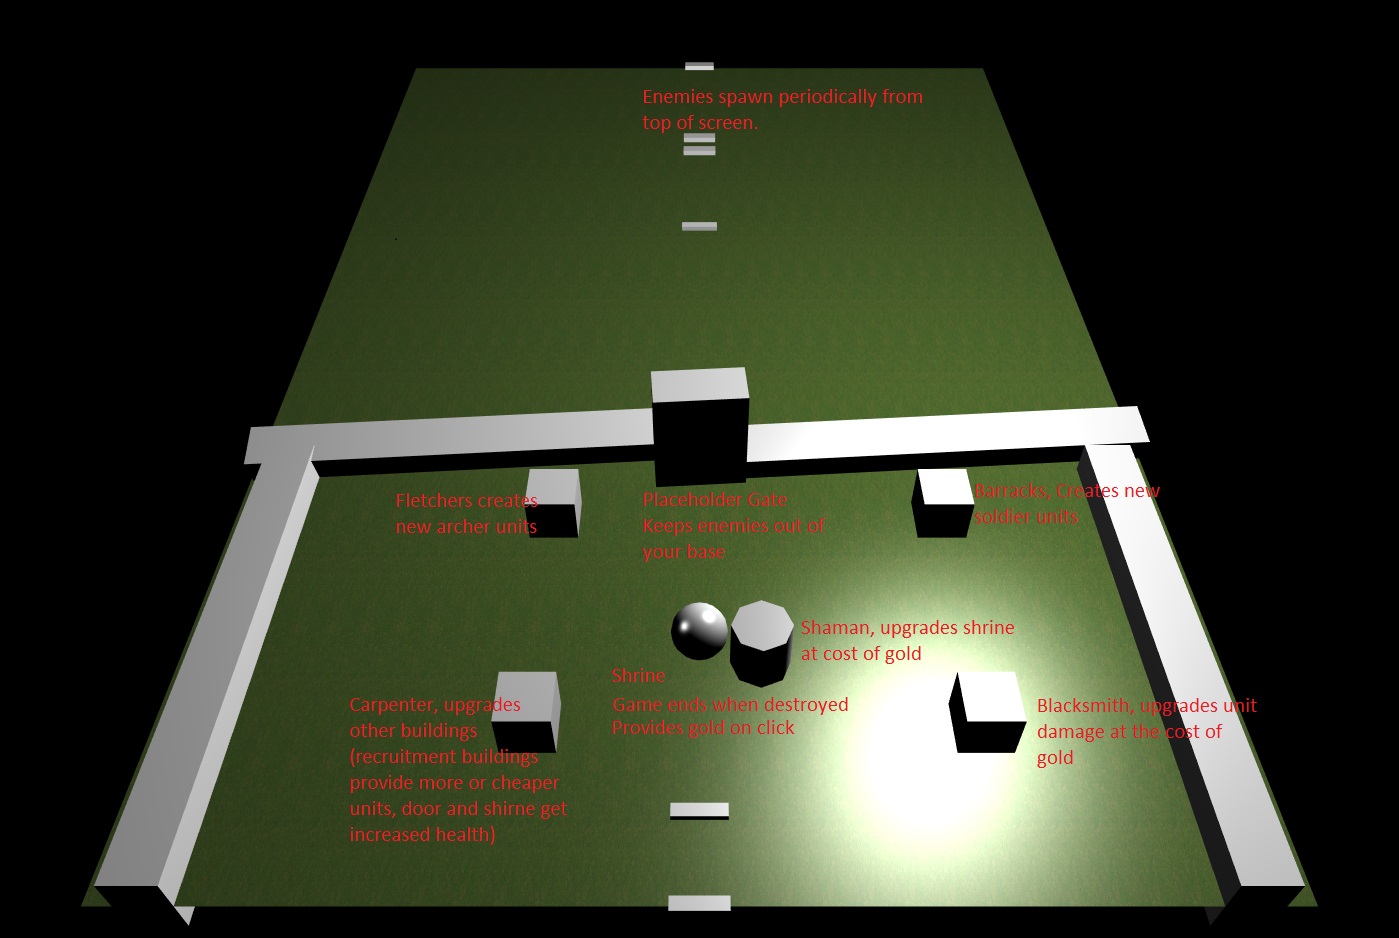 Enemies spawn periodically from
top of screen.
Fletchers creates
new archer units
Placeholder Gate
Keeps enemies out of
your base
Barracks, Creates new
soldier units
Shaman, upgrades shrine
at cost of gold
Shrine
Game ends when destroyed
Provides gold on click
Carpenter, upgrades
other buildings
(recruitment buildings
provide more or cheaper
units, door and shirne get
increased health)
Blacksmith, upgrades unit
damage at the cost of
gold